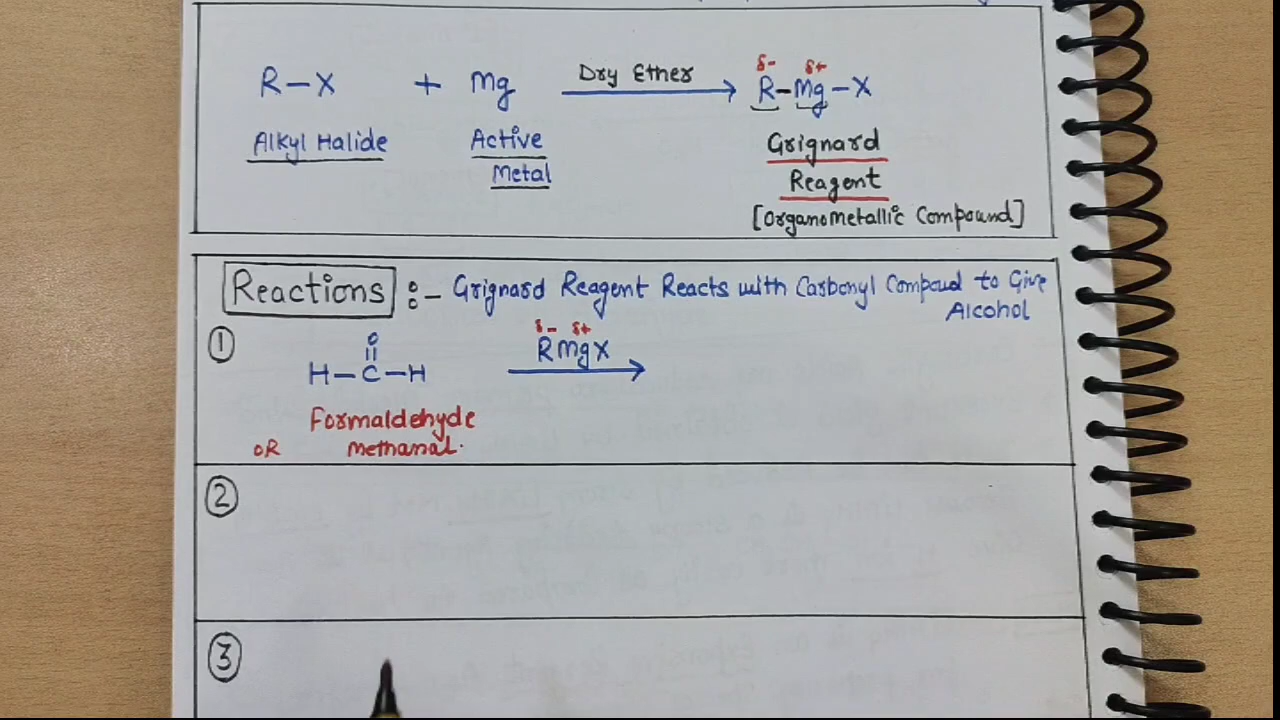 R-X + Mg Dry Ether → R-Mg-X
δ- δ+
Alkyl Halide Active Metal Grignard Reagent
[OrganoMetallic Compound]
Reactions :- Grignard Reagent Reacts with Carbonyl Compoud to Give
Alcohol
①
O
||
H-C-H
δ- δ+
RMgX →
Formaldehyde
OR methanal.
②
③